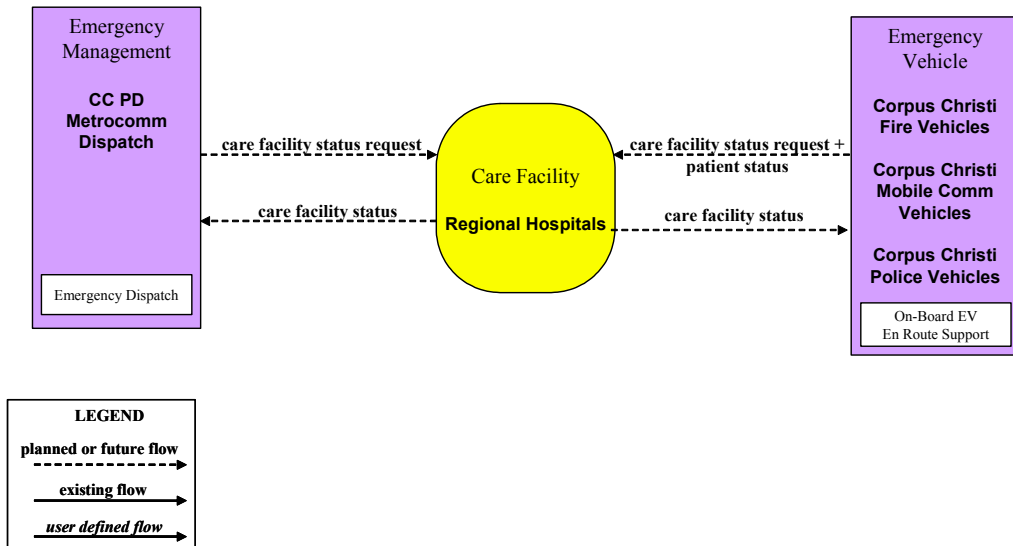 Emergency
Management
CC PD
Metrocomm
Dispatch
Emergency Dispatch
care facility status request
care facility status
Care Facility
Regional Hospitals
care facility status request +
patient status
care facility status
Emergency
Vehicle
Corpus Christi
Fire Vehicles
Corpus Christi
Mobile Comm
Vehicles
Corpus Christi
Police Vehicles
On-Board EV
En Route Support
LEGEND
planned or future flow
existing flow
user defined flow